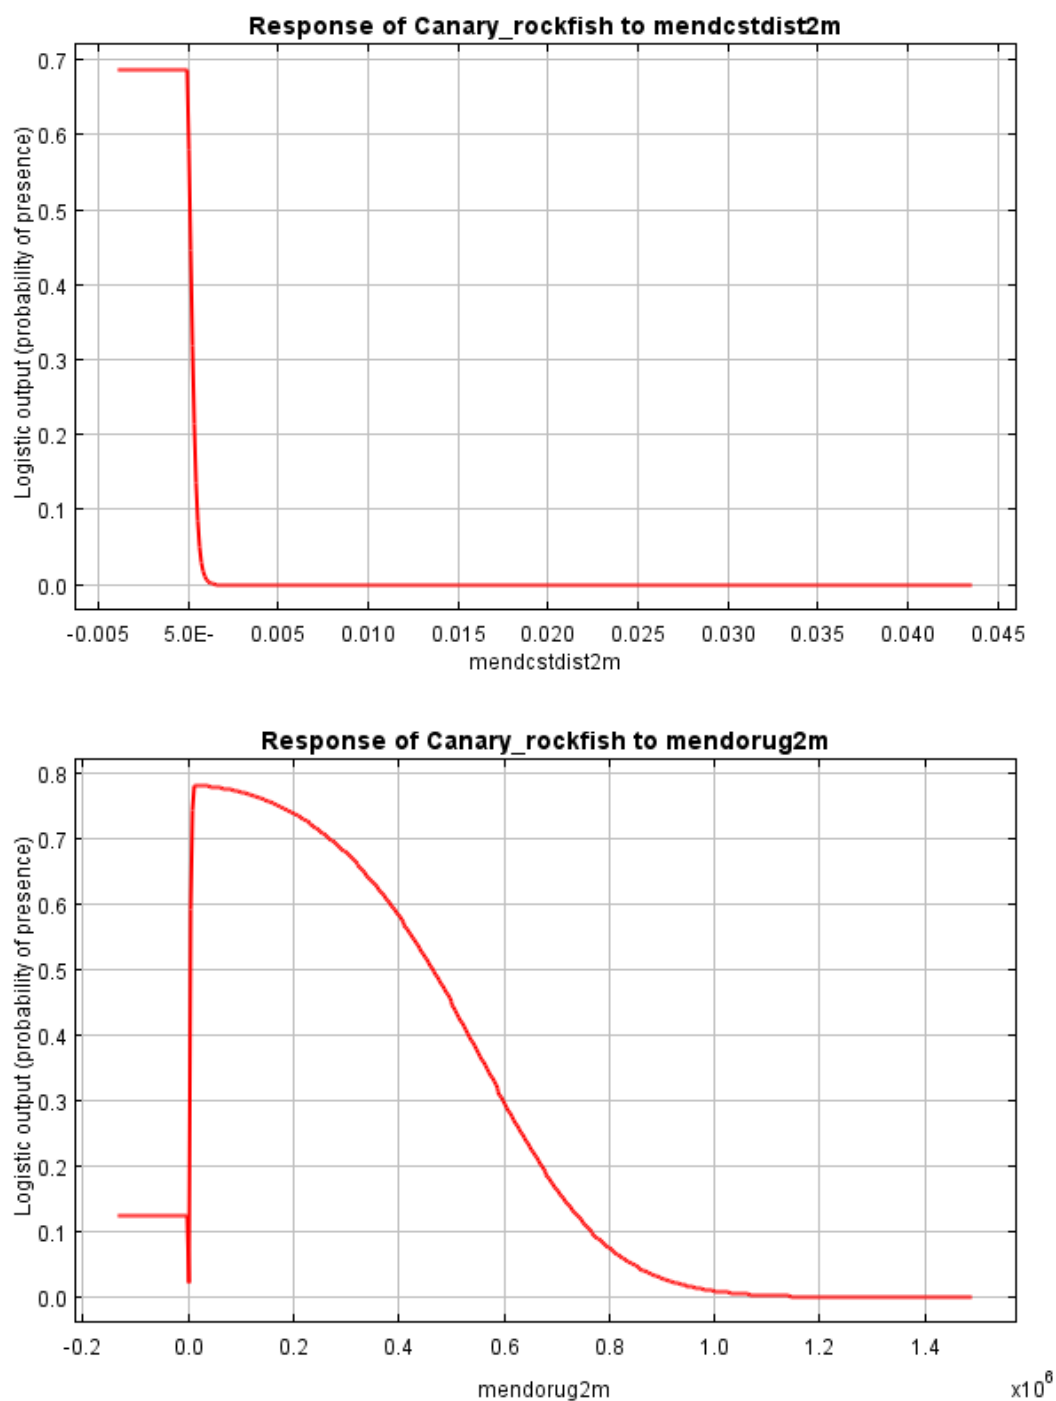 Response of Canary_rockfish to mendcstdist2m
Logistic output (probability of presence)
0.7
0.6
0.5
0.4
0.3
0.2
0.1
0.0
-0.005 5.0E- 0.005 0.010 0.015 0.020 0.025 0.030 0.035 0.040 0.045
mendcstdist2m
Response of Canary_rockfish to mendorug2m
Logistic output (probability of presence)
0.8
0.7
0.6
0.5
0.4
0.3
0.2
0.1
0.0
-0.2 0.0 0.2 0.4 0.6 0.8 1.0 1.2 1.4
mendorug2m x10⁶